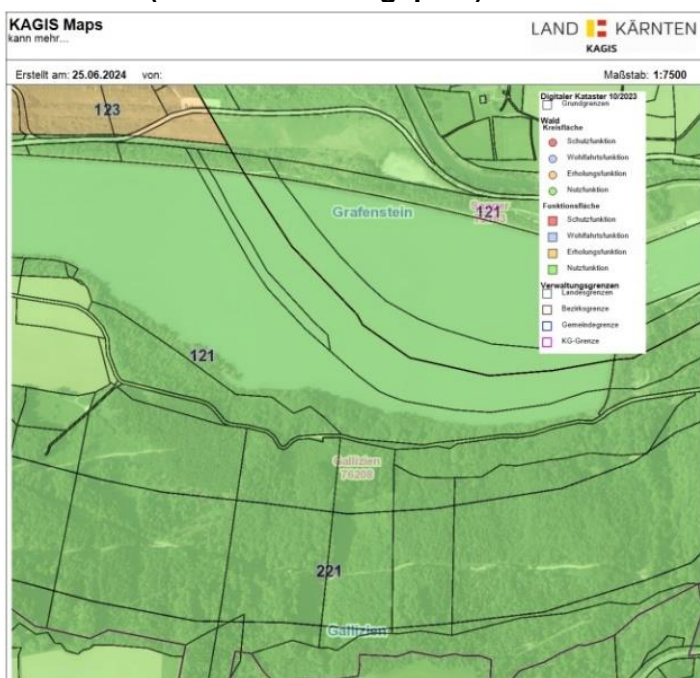 KAGIS Maps
kann mehr...
LAND KÄRNTEN
KAGIS
Erstellt am: 25.06.2024 von:
Maßstab: 1:7500
123
Grafenstein
121
121
Gallizien
76208
221
Gallizien
Digitaler Kataster 10/2023
Grundgrenzen
Wald
Kreisfläche
Schutzfunktion
Wohlfahrtsfunktion
Erholungsfunktion
Nutzfunktion
Funktionsfläche
Schutzfunktion
Wohlfahrtsfunktion
Erholungsfunktion
Nutzfunktion
Verwaltungsgrenzen
Landesgrenzen
Bezirksgrenze
Gemeindegrenze
KG-Grenze